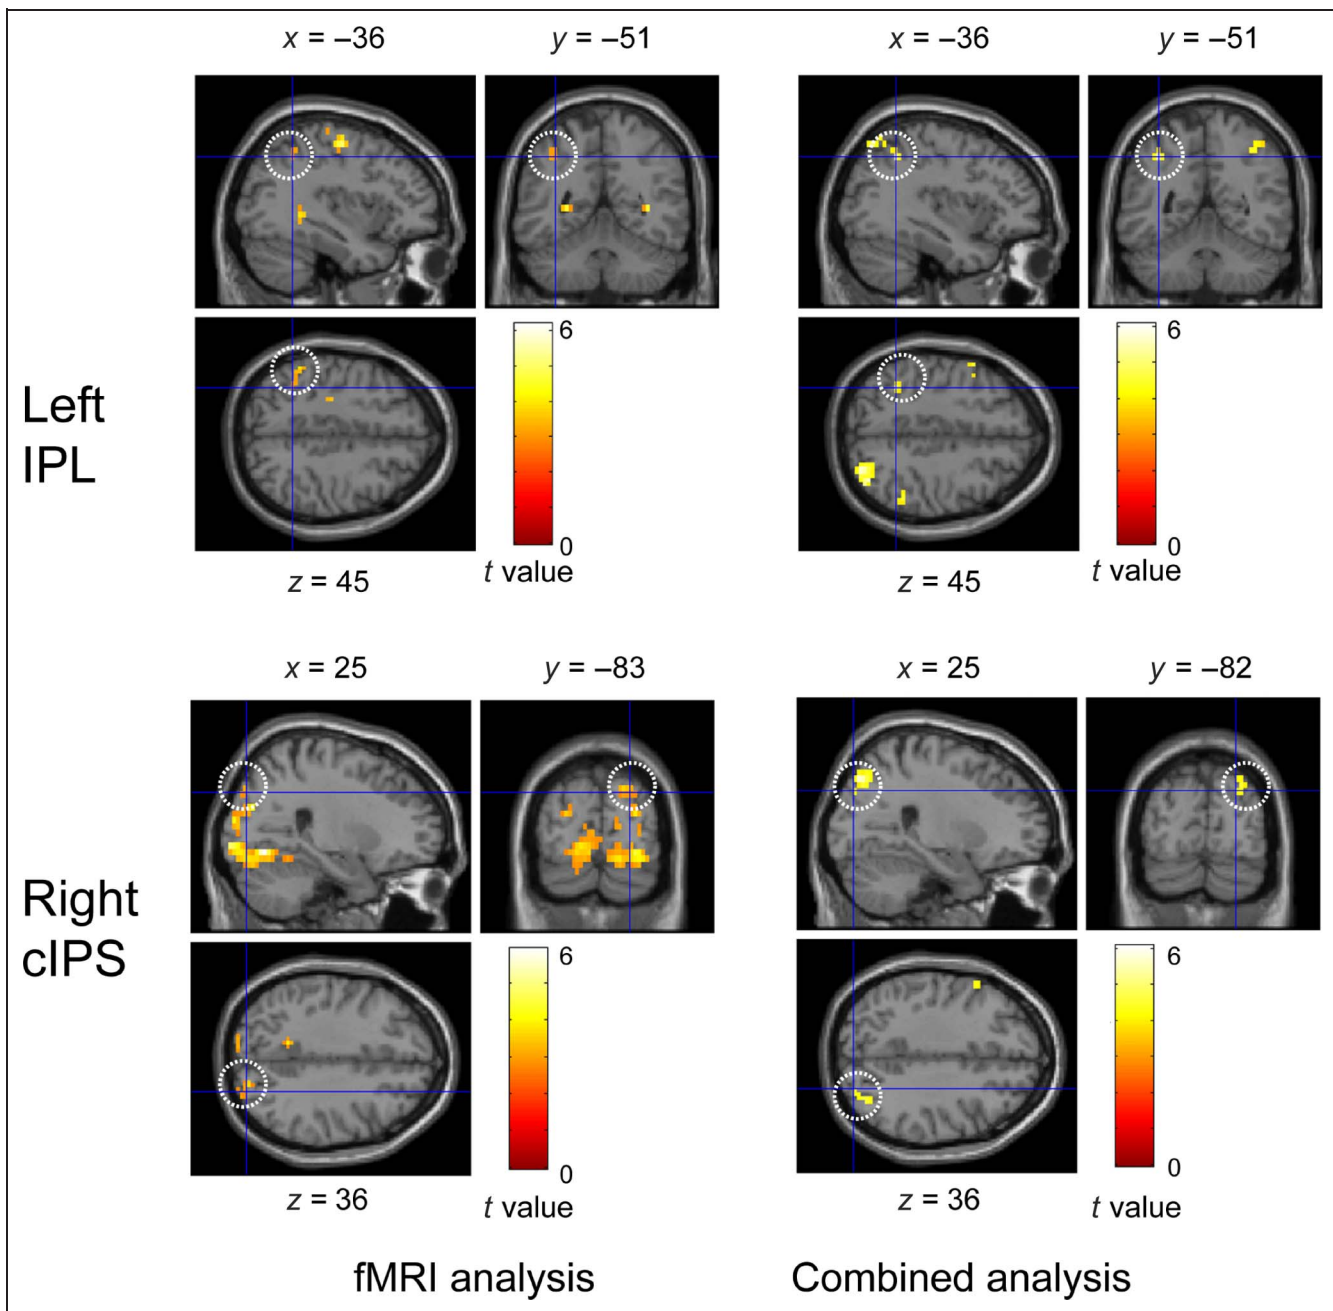 x = –36
y = –51
x = –36
y = –51
Left
IPL
6
0
t value
z = 45
6
0
t value
z = 45
x = 25
y = –83
x = 25
y = –82
Right
cIPS
6
0
t value
z = 36
6
0
t value
z = 36
fMRI analysis
Combined analysis